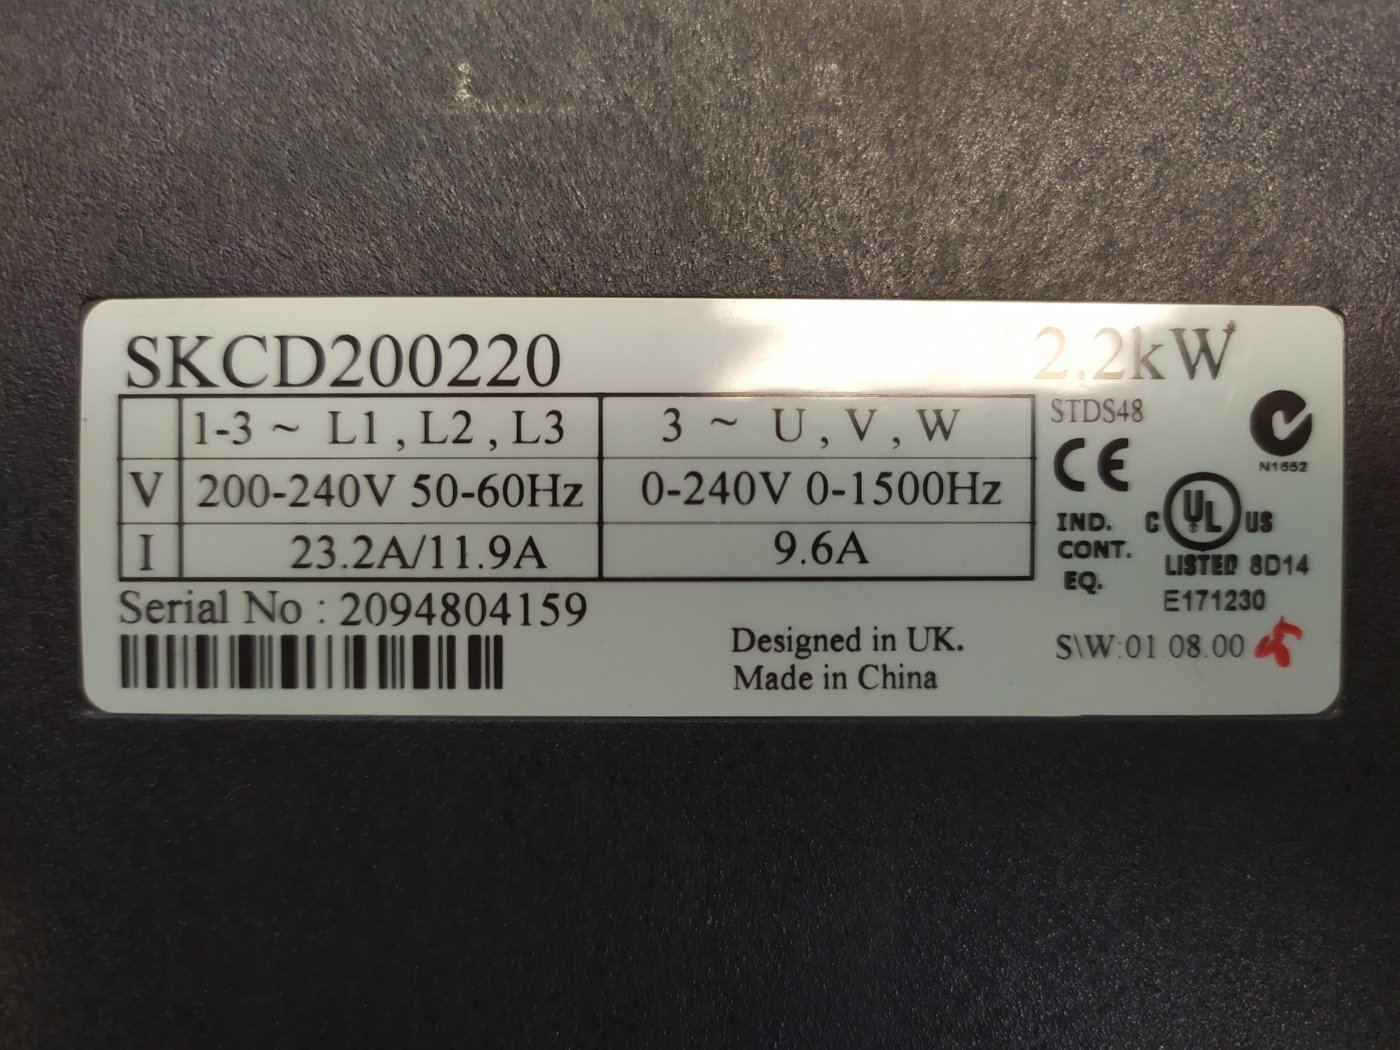 SKCD200220 2.2kW
1-3 ~ L1 , L2 , L3 3 ~ U , V , W
STDS48
N1652
V 200-240V 50-60Hz 0-240V 0-1500Hz
CE
I 23.2A/11.9A 9.6A
IND.
CONT.
EQ.
C UL US
LISTED 8D14
E171230
Serial No : 2094804159
Designed in UK.
Made in China
S\W:01.08.00